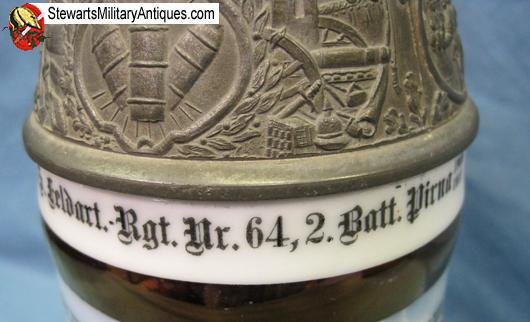 StewartsMilitaryAntiques.com
Feldart.-Rgt. Nr. 64, 2. Batt. Pirna